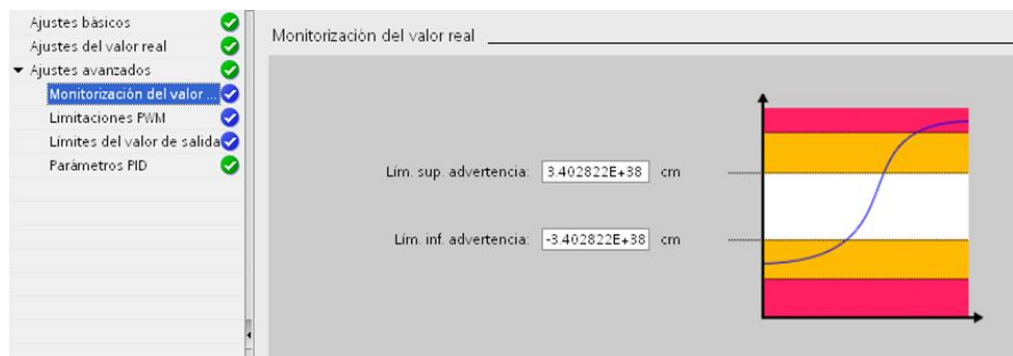 Ajustes básicos
Ajustes del valor real
Ajustes avanzados
Monitorización del valor ...
Limitaciones PWM
Límites del valor de salida
Parámetros PID
Monitorización del valor real
Lím. sup. advertencia: 3.402822E+38 cm
Lím. inf. advertencia: -3.402822E+38 cm